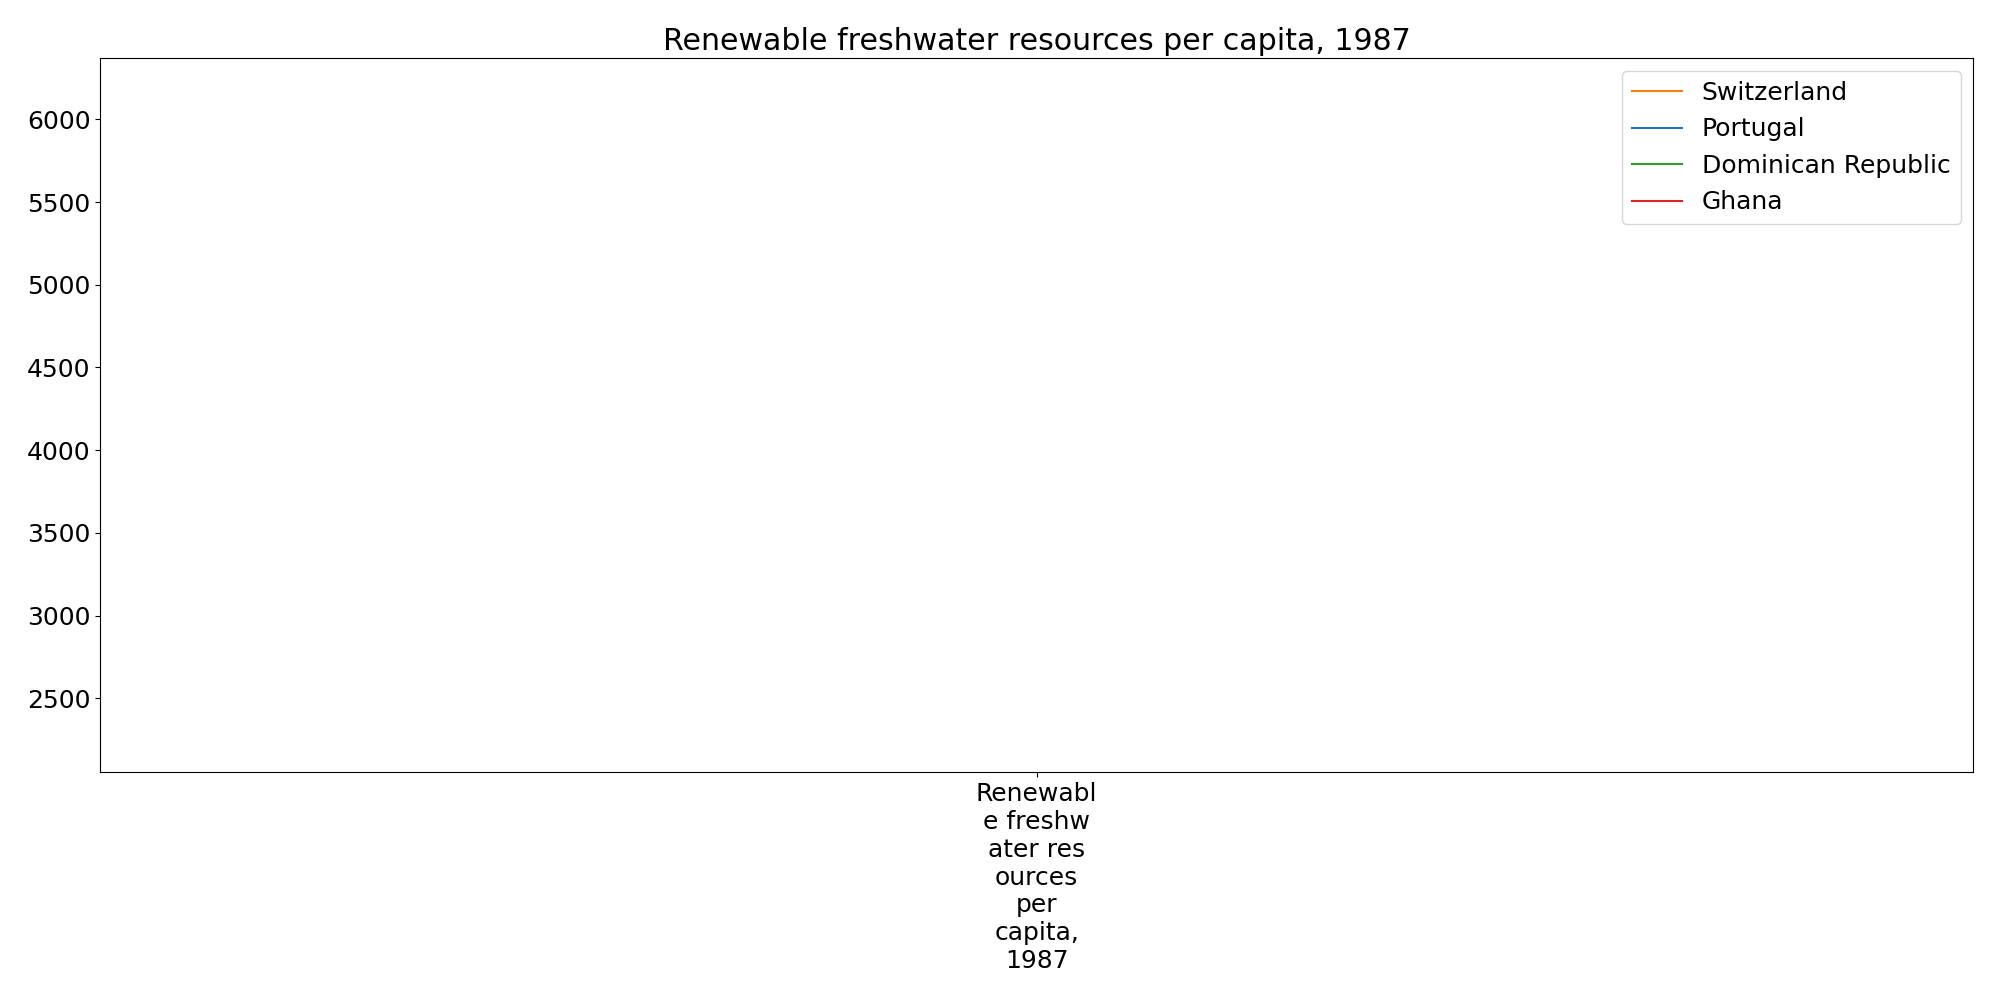 Renewable freshwater resources per capita, 1987
Switzerland
Portugal
Dominican Republic
Ghana
6000
5500
5000
4500
4000
3500
3000
2500
Renewabl
e freshw
ater res
ources
per
capita,
1987